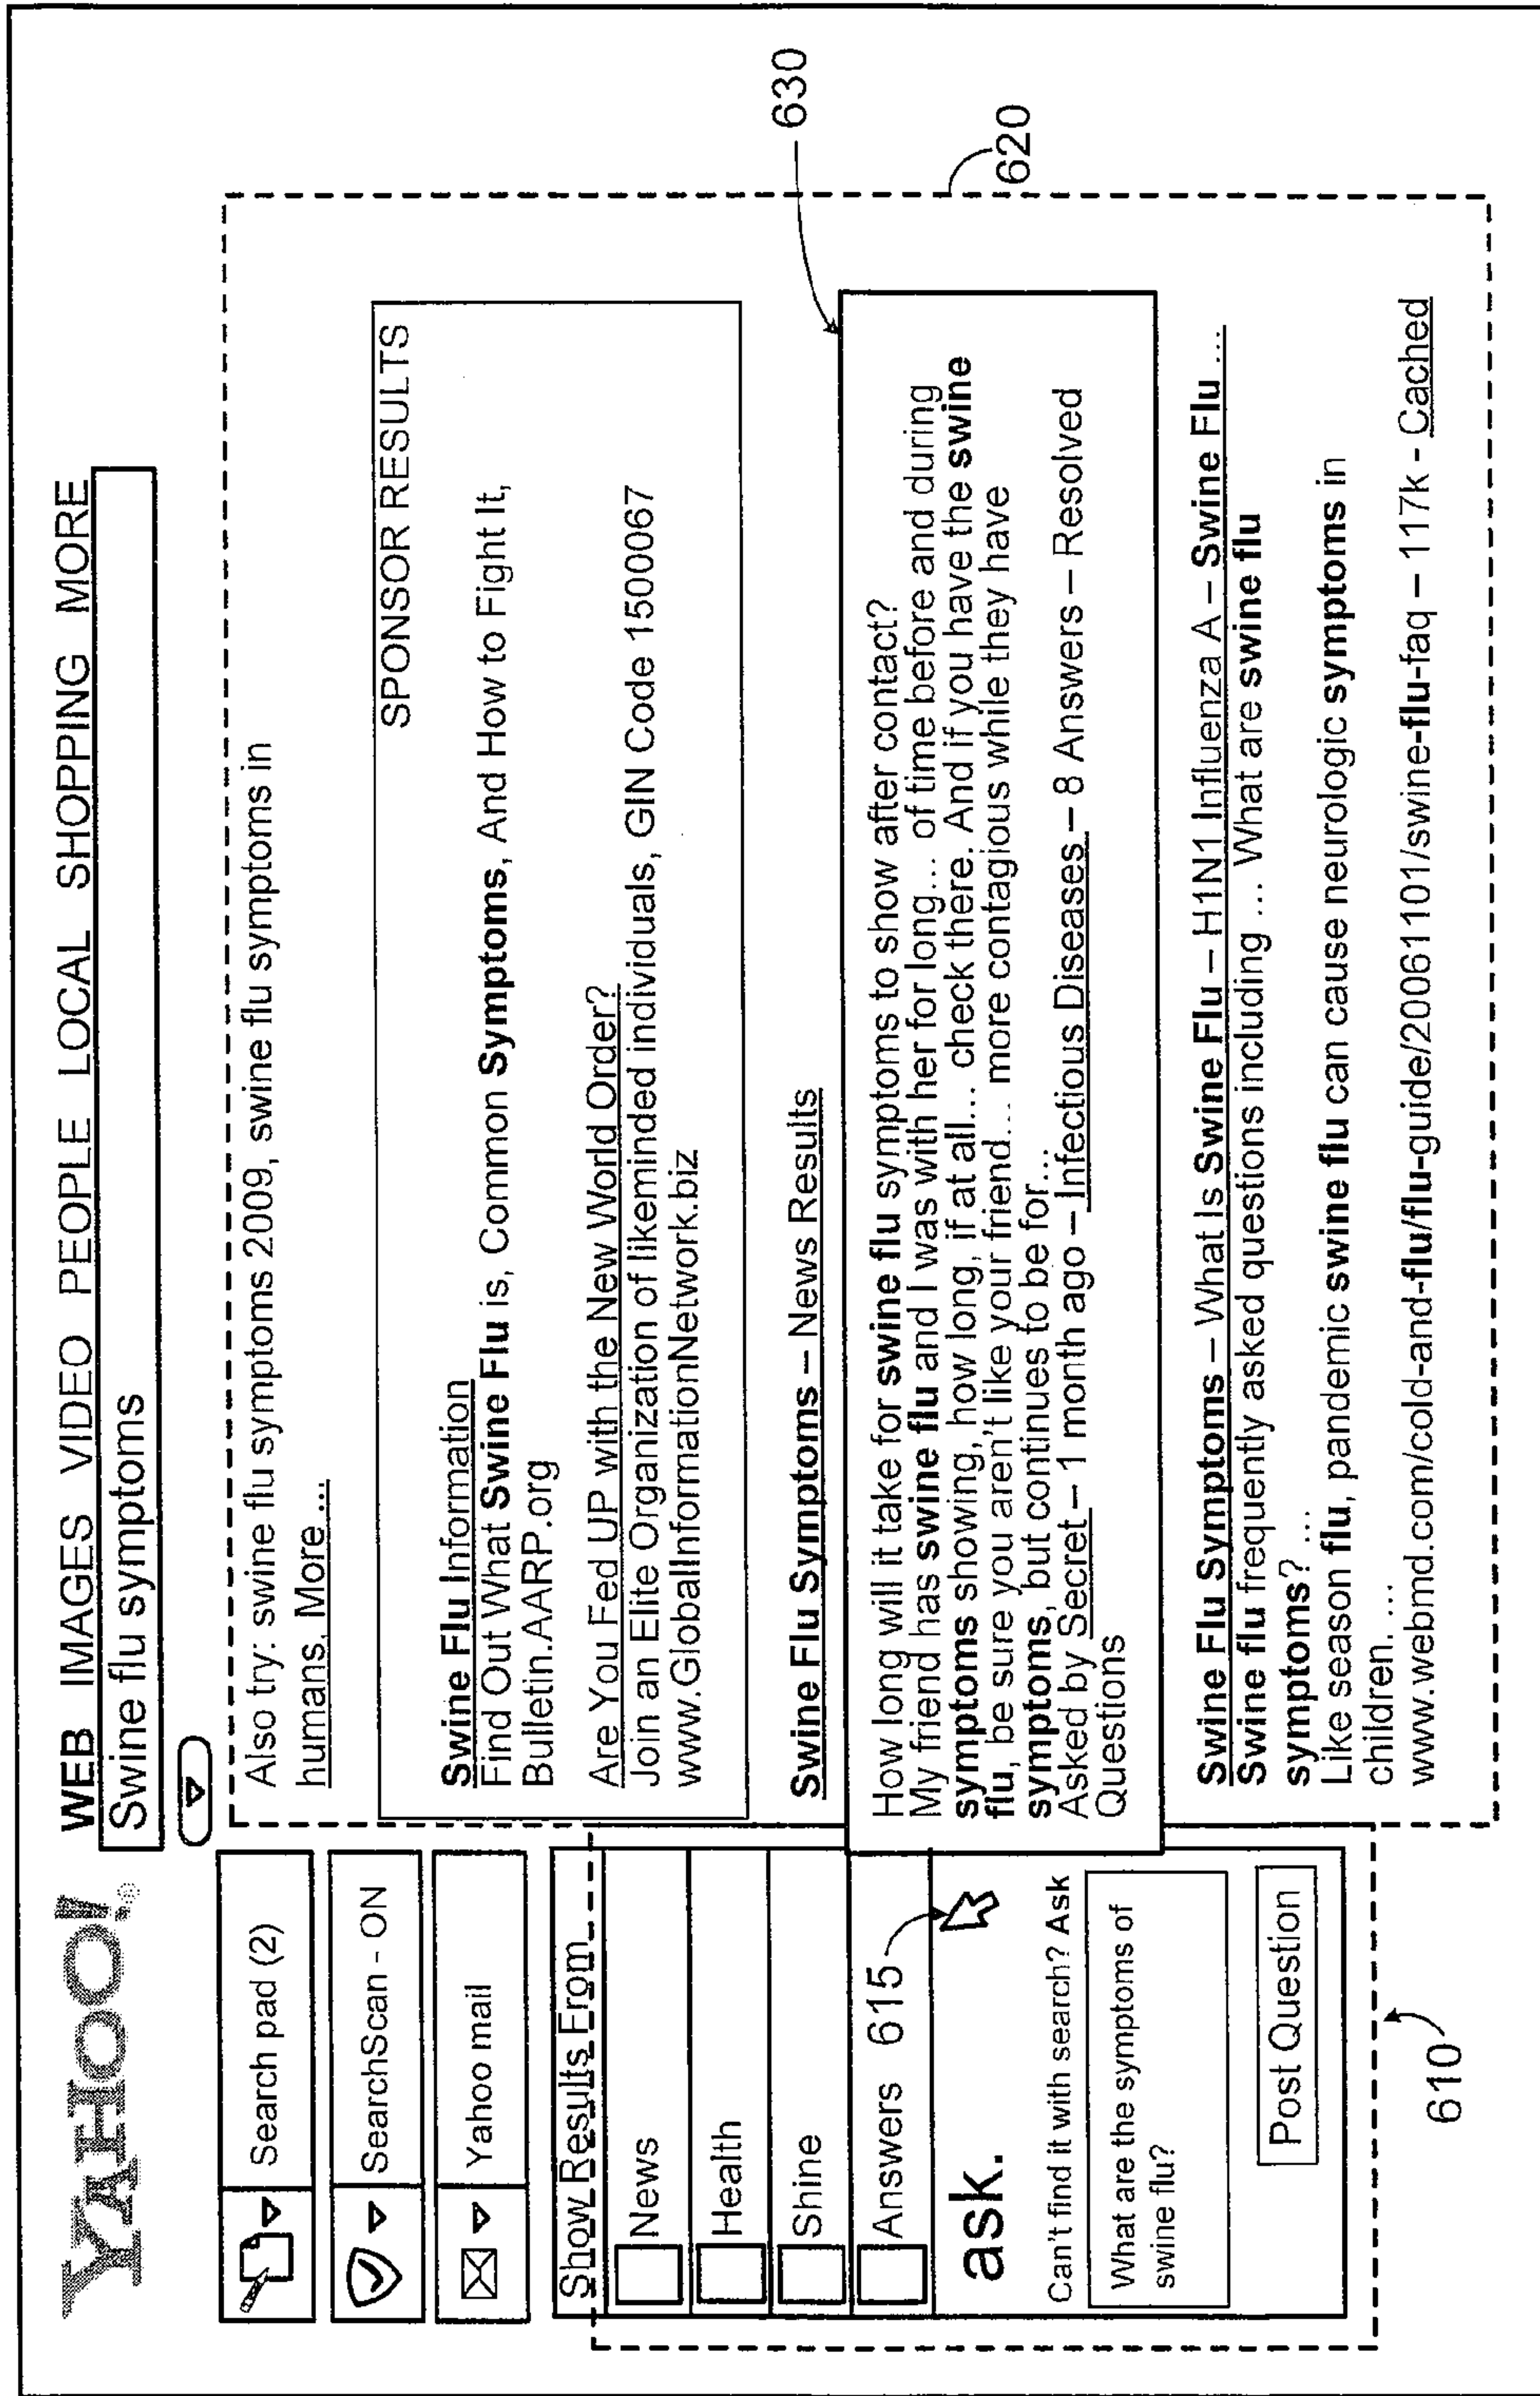 YAHOO!®
WEB IMAGES VIDEO PEOPLE LOCAL SHOPPING MORE
Swine flu symptoms
Search pad (2)
SearchScan - ON
Yahoo mail
Show Results From
News
Health
Shine
Answers 615
ask.
Can't find it with search? Ask
What are the symptoms of
swine flu?
Post Question
610
Also try: swine flu symptoms 2009, swine flu symptoms in
humans, More ...
SPONSOR RESULTS
Swine Flu Information
Find Out What Swine Flu is, Common Symptoms, And How to Fight It,
Bulletin.AARP.org
Are You Fed UP with the New World Order?
Join an Elite Organization of likeminded individuals, GIN Code 1500067
www.GlobalInformationNetwork.biz
Swine Flu Symptoms – News Results
630
620
How long will it take for swine flu symptoms to show after contact?
My friend has swine flu and I was with her for long... of time before and during
symptoms showing, how long, if at all... check there. And if you have the swine
flu, be sure you aren't like your friend... more contagious while they have
symptoms, but continues to be for...
Asked by Secret – 1 month ago – Infectious Diseases – 8 Answers – Resolved
Questions
Swine Flu Symptoms – What Is Swine Flu – H1N1 Influenza A – Swine Flu ...
Swine flu frequently asked questions including ... What are swine flu
symptoms? ...
Like season flu, pandemic swine flu can cause neurologic symptoms in
children. ...
www.webmd.com/cold-and-flu/flu-guide/20061101/swine-flu-faq – 117k - Cached